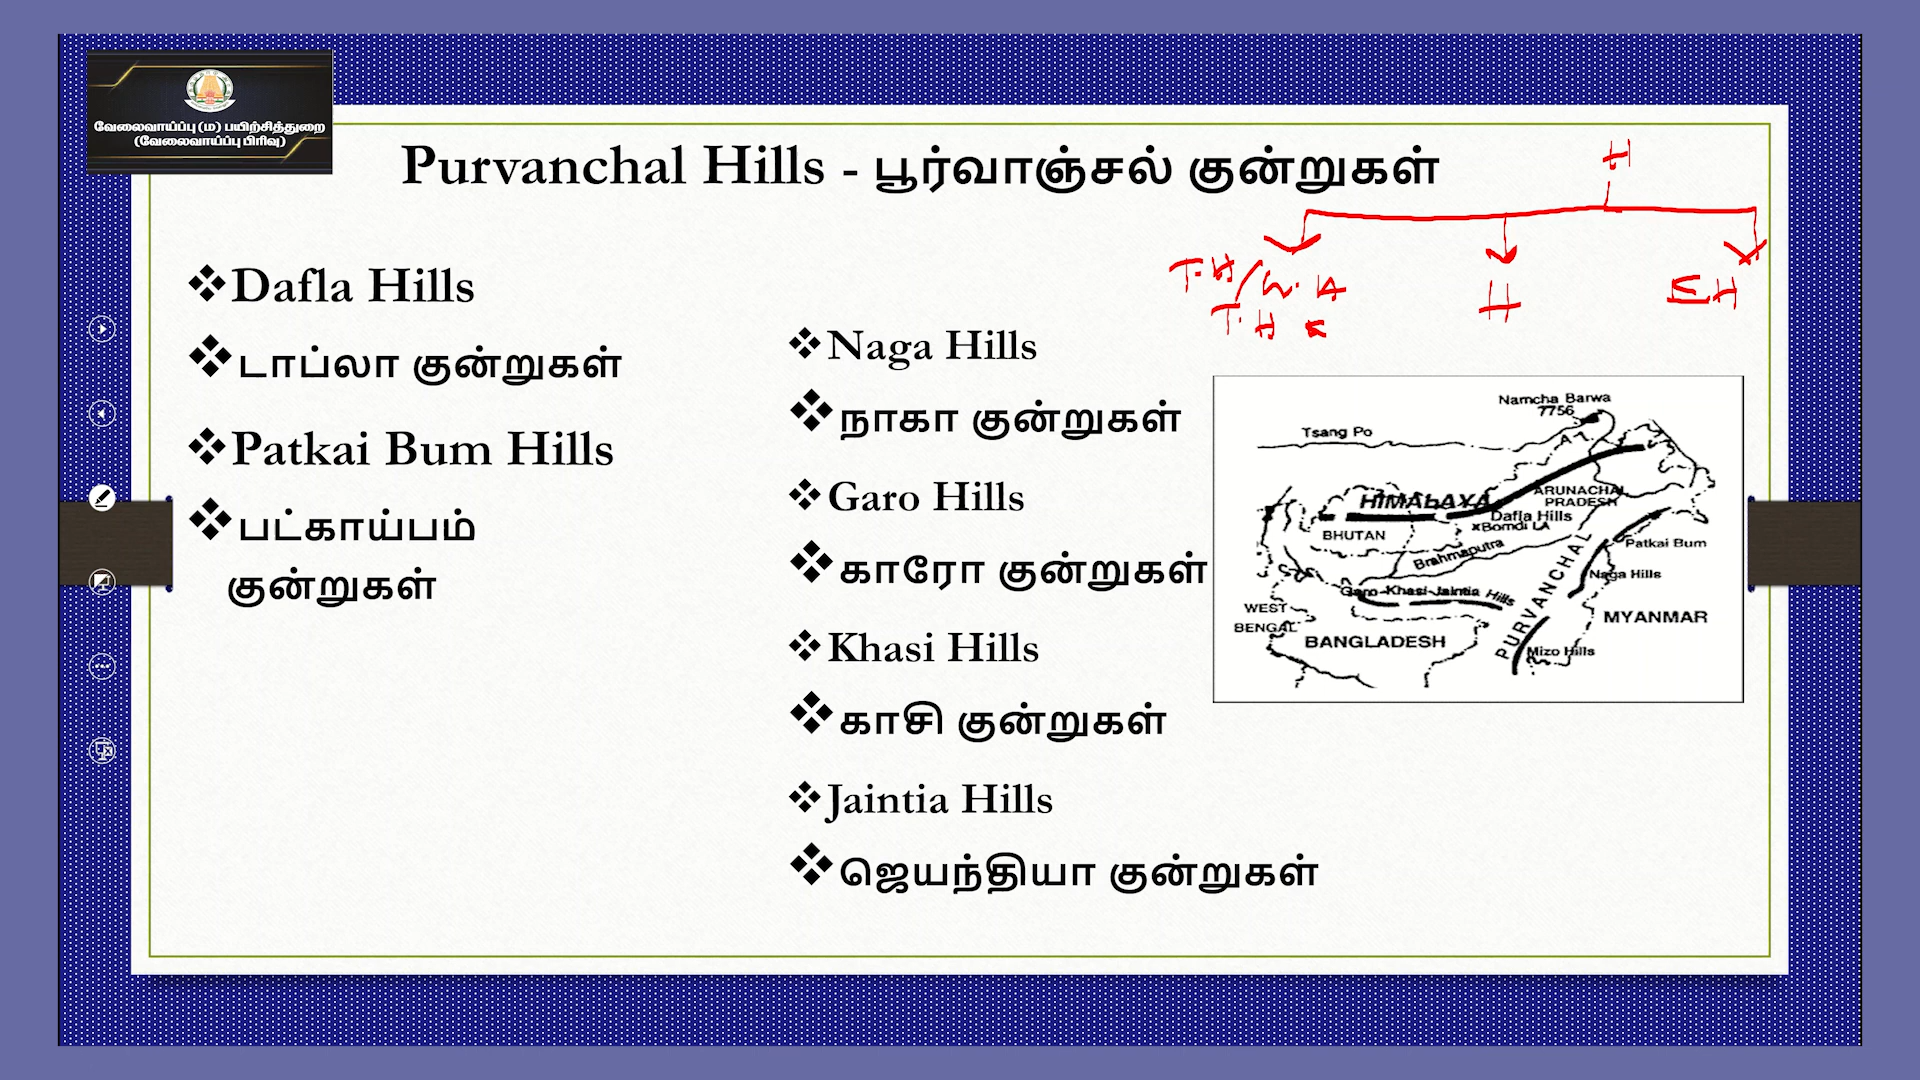 வேலைவாய்ப்பு (ம) பயிற்சித்துறை
(வேலைவாய்ப்பு பிரிவு)
Purvanchal Hills - பூர்வாஞ்சல் குன்றுகள்
H
T.H/W.H
T.H
H
E.H
❖Dafla Hills
❖டாப்லா குன்றுகள்
❖Patkai Bum Hills
❖பட்காய்பம்
குன்றுகள்
❖Naga Hills
❖நாகா குன்றுகள்
❖Garo Hills
❖காரோ குன்றுகள்
❖Khasi Hills
❖காசி குன்றுகள்
❖Jaintia Hills
❖ஜெயந்தியா குன்றுகள்
Namcha Barwa
7756
Tsang Po
HIMALAYA
ARUNACHAL
PRADESH
Dafla Hills
xBomdi LA
BHUTAN
Brahmaputra
Patkai Bum
Naga Hills
Garo-Khasi-Jaintia Hills
PURVANCHAL
WEST
BENGAL
BANGLADESH
MYANMAR
Mizo Hills